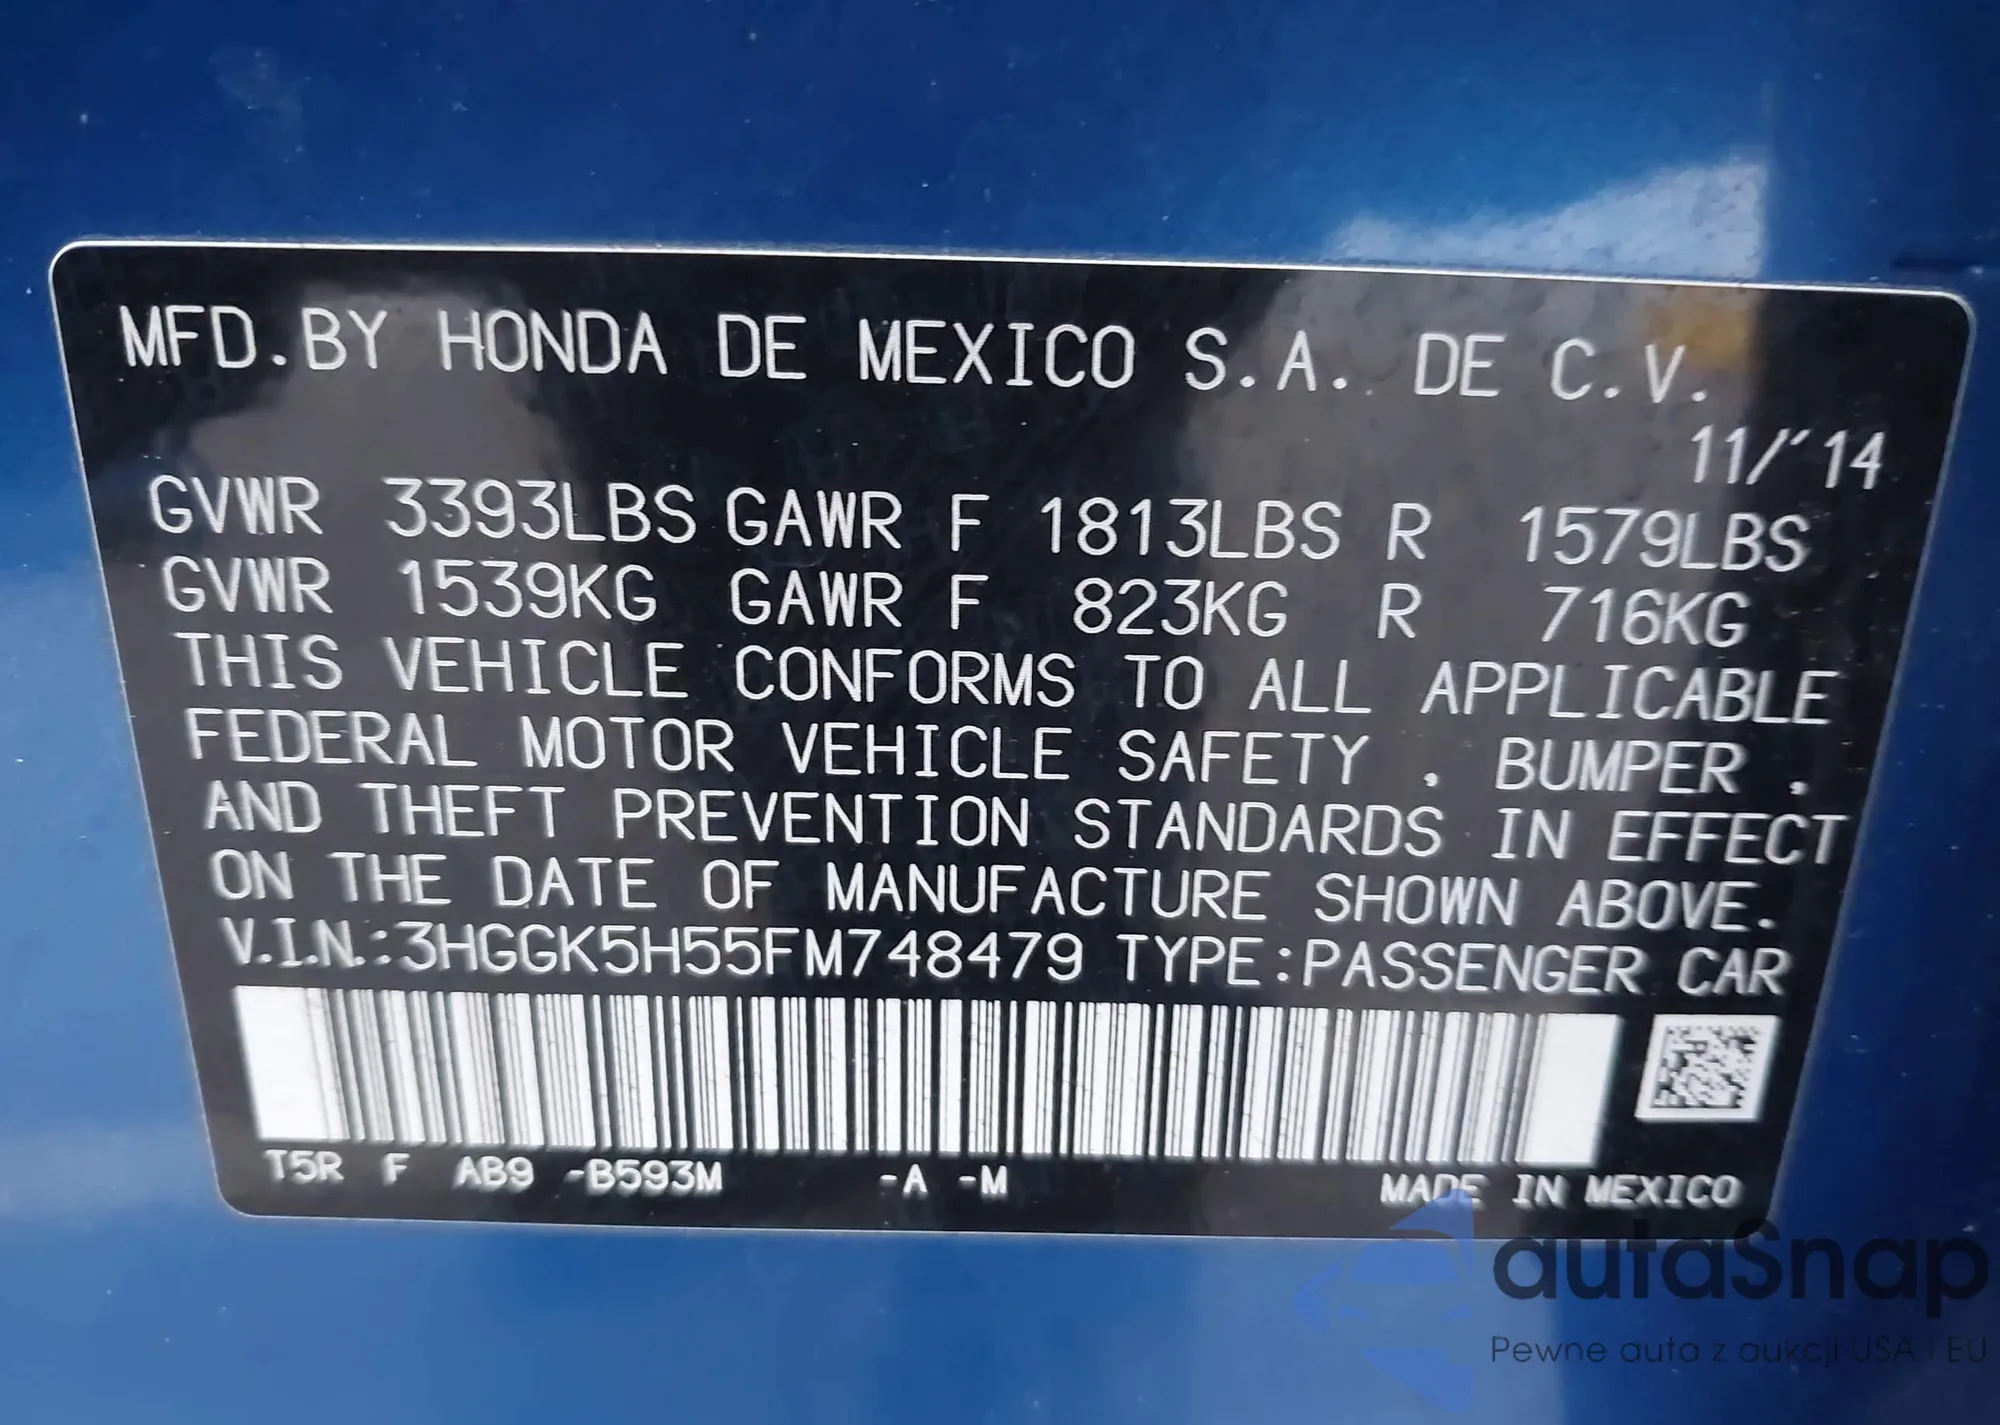 MFD.BY HONDA DE MEXICO S.A. DE C.V.
11/'14
GVWR 3393LBS GAWR F 1813LBS R 1579LBS
GVWR 1539KG GAWR F 823KG R 716KG
THIS VEHICLE CONFORMS TO ALL APPLICABLE
FEDERAL MOTOR VEHICLE SAFETY , BUMPER ,
AND THEFT PREVENTION STANDARDS IN EFFECT
ON THE DATE OF MANUFACTURE SHOWN ABOVE.
V.I.N.:3HGGK5H55FM748479 TYPE:PASSENGER CAR
T5R F AB9 -B593M -A -M MADE IN MEXICO
autaSnap
Pewne auta z aukcji USA i EU